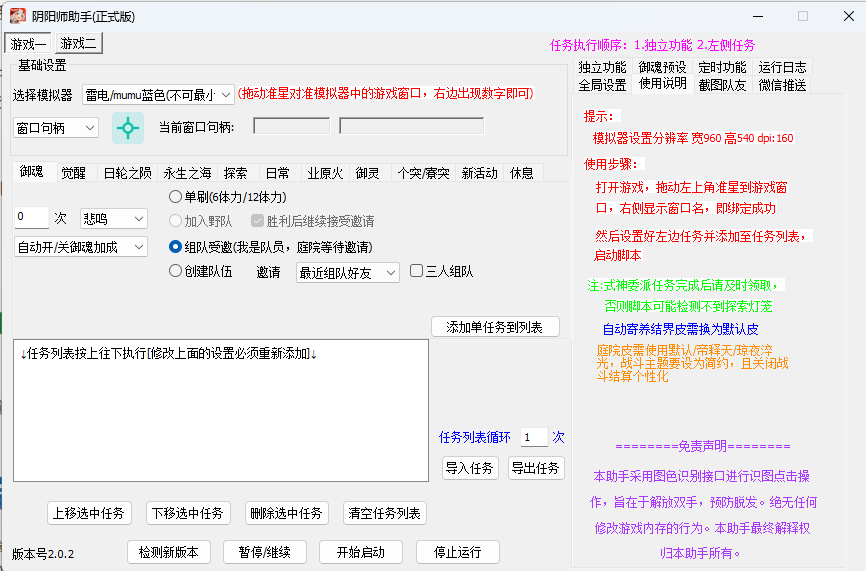 阴阳师助手(正式版)
游戏一 游戏二
任务执行顺序：1.独立功能 2.左侧任务
基础设置
选择模拟器 雷电/mumu蓝色(不可最小 (拖动准星对准模拟器中的游戏窗口，右边出现数字即可)
窗口句柄 当前窗口句柄:
御魂 觉醒 日轮之陨 永生之海 探索 日常 业原火 御灵 个突/寮突 新活动 休息
单刷(6体力/12体力)
0 次 悲鸣 加入野队 胜利后继续接受邀请
自动开/关御魂加成 组队受邀(我是队员，庭院等待邀请)
创建队伍 邀请 最近组队好友 三人组队
添加单任务到列表
↓任务列表按上往下执行[修改上面的设置必须重新添加]↓
任务列表循环 1 次
导入任务 导出任务
上移选中任务 下移选中任务 删除选中任务 清空任务列表
版本号2.0.2 检测新版本 暂停/继续 开始启动 停止运行
独立功能 御魂预设 定时功能 运行日志
全局设置 使用说明 截图队友 微信推送
提示：
模拟器设置分辨率 宽960 高540 dpi:160
使用步骤：
打开游戏，拖动左上角准星到游戏窗
口，右侧显示窗口名，即绑定成功
然后设置好左边任务并添加至任务列表，
启动脚本
注:式神委派任务完成后请及时领取，
否则脚本可能检测不到探索灯笼
自动寄养结界皮需换为默认皮
庭院皮需使用默认/帝释天/琼夜淬
光，战斗主题要设为简约，且关闭战
斗结算个性化
========免责声明========
本助手采用图色识别接口进行识图点击操
作，旨在解放双手，预防脱发。绝无任何
修改游戏内存的行为。本助手最终解释权
归本助手所有。